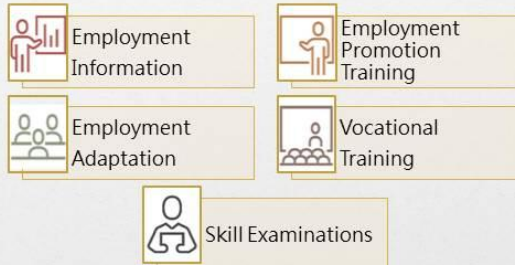 Employment
Information
Employment
Promotion
Training
Employment
Adaptation
Vocational
Training
Skill Examinations